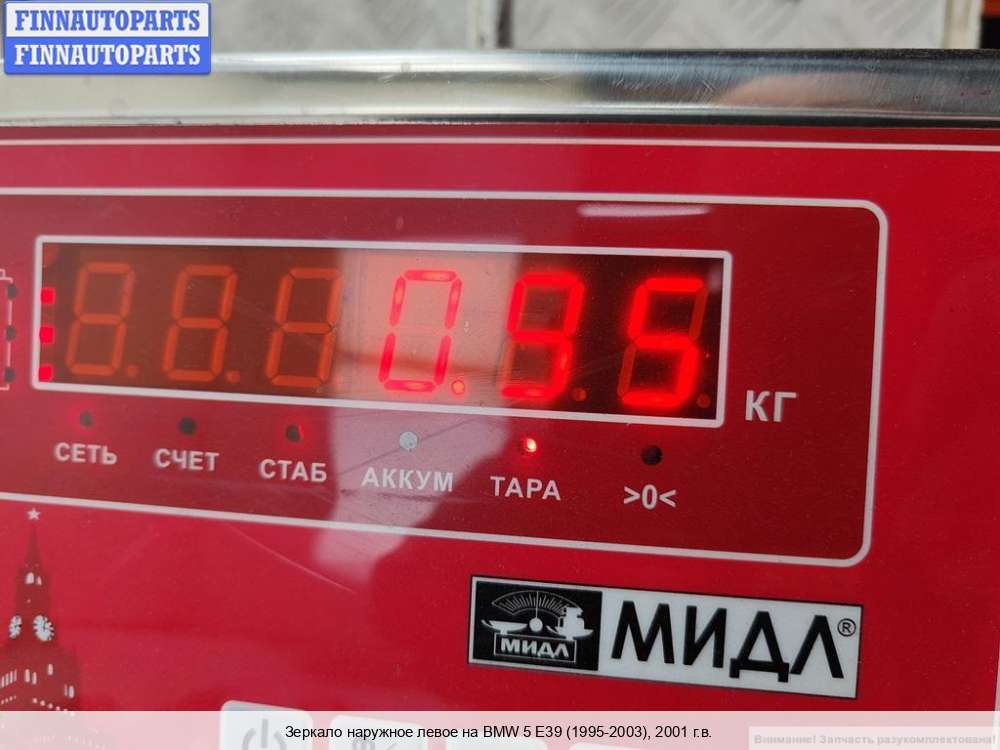 FINNAUTOPARTS
FINNAUTOPARTS
0.95
КГ
СЕТЬ СЧЕТ СТАБ АККУМ ТАРА >0<
МИДЛ МИДЛ®
Зеркало наружное левое на BMW 5 E39 (1995-2003), 2001 г.в.
Внимание! Запчасть разукомплектована!